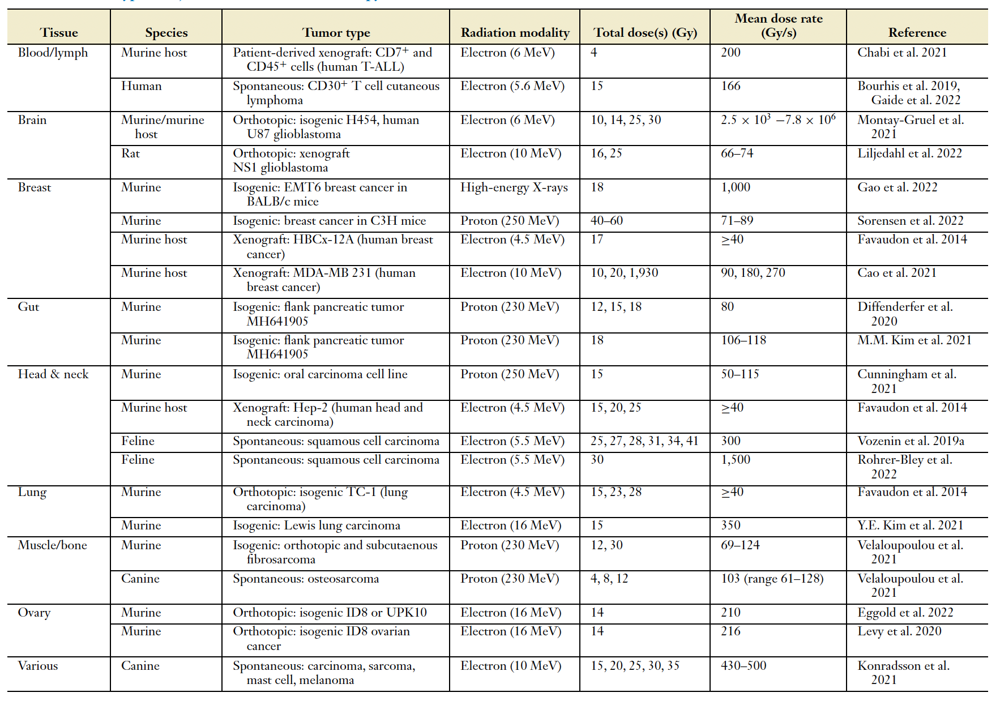 Tissue Species Tumor type Radiation modality Total dose(s) (Gy) Mean dose rate (Gy/s) Reference
Blood/lymph Murine host Patient-derived xenograft: CD7+ and Electron (6 MeV) 4 200 Chabi et al. 2021
CD45+ cells (human T-ALL)
Human Spontaneous: CD30+ T cell cutaneous Electron (5.6 MeV) 15 166 Bourhis et al. 2019,
lymphoma Gaide et al. 2022
Brain Murine/murine Orthotopic: isogenic H454, human Electron (6 MeV) 10, 14, 25, 30 2.5 × 10³ −7.8 × 10⁶ Montay-Gruel et al.
host U87 glioblastoma 2021
Rat Orthotopic: xenograft Electron (10 MeV) 16, 25 66–74 Liljedahl et al. 2022
NS1 glioblastoma
Breast Murine Isogenic: EMT6 breast cancer in High-energy X-rays 18 1,000 Gao et al. 2022
BALB/c mice
Murine Isogenic: breast cancer in C3H mice Proton (250 MeV) 40–60 71–89 Sorensen et al. 2022
Murine host Xenograft: HBCx-12A (human breast Electron (4.5 MeV) 17 ≥40 Favaudon et al. 2014
cancer)
Murine host Xenograft: MDA-MB 231 (human Electron (10 MeV) 10, 20, 1,930 90, 180, 270 Cao et al. 2021
breast cancer)
Gut Murine Isogenic: flank pancreatic tumor Proton (230 MeV) 12, 15, 18 80 Diffenderfer et al.
MH641905 2020
Murine Isogenic: flank pancreatic tumor Proton (230 MeV) 18 106–118 M.M. Kim et al. 2021
MH641905
Head & neck Murine Isogenic: oral carcinoma cell line Proton (250 MeV) 15 50–115 Cunningham et al.
2021
Murine host Xenograft: Hep-2 (human head and Electron (4.5 MeV) 15, 20, 25 ≥40 Favaudon et al. 2014
neck carcinoma)
Feline Spontaneous: squamous cell carcinoma Electron (5.5 MeV) 25, 27, 28, 31, 34, 41 300 Vozenin et al. 2019a
Feline Spontaneous: squamous cell carcinoma Electron (5.5 MeV) 30 1,500 Rohrer-Bley et al.
2022
Lung Murine Orthotopic: isogenic TC-1 (lung Electron (4.5 MeV) 15, 23, 28 ≥40 Favaudon et al. 2014
carcinoma)
Murine Isogenic: Lewis lung carcinoma Electron (16 MeV) 15 350 Y.E. Kim et al. 2021
Muscle/bone Murine Isogenic: orthotopic and subcutaenous Proton (230 MeV) 12, 30 69–124 Velaloupoulou et al.
fibrosarcoma 2021
Canine Spontaneous: osteosarcoma Proton (230 MeV) 4, 8, 12 103 (range 61–128) Velaloupoulou et al.
2021
Ovary Murine Orthotopic: isogenic ID8 or UPK10 Electron (16 MeV) 14 210 Eggold et al. 2022
Murine Orthotopic: isogenic ID8 ovarian Electron (16 MeV) 14 216 Levy et al. 2020
cancer
Various Canine Spontaneous: carcinoma, sarcoma, Electron (10 MeV) 15, 20, 25, 30, 35 430–500 Konradsson et al.
mast cell, melanoma 2021